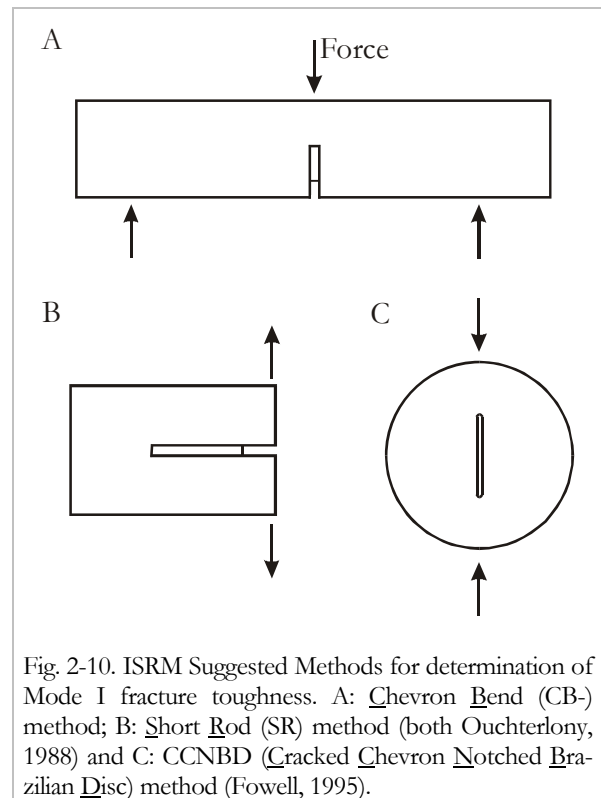 A
Force
B
C
Fig. 2-10. ISRM Suggested Methods for determination of
Mode I fracture toughness. A: Chevron Bend (CB-)
method; B: Short Rod (SR) method (both Ouchterlony,
1988) and C: CCNBD (Cracked Chevron Notched Bra-
zilian Disc) method (Fowell, 1995).